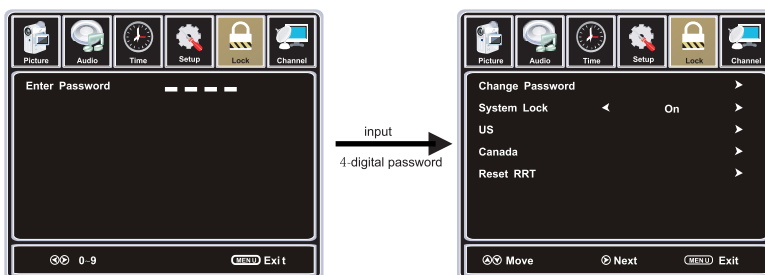 Picture Audio Time Setup Lock Channel
Enter Password
0~9 MENU Exit
input
4-digital password
Picture Audio Time Setup Lock Channel
Change Password
System Lock On
US
Canada
Reset RRT
Move Next MENU Exit